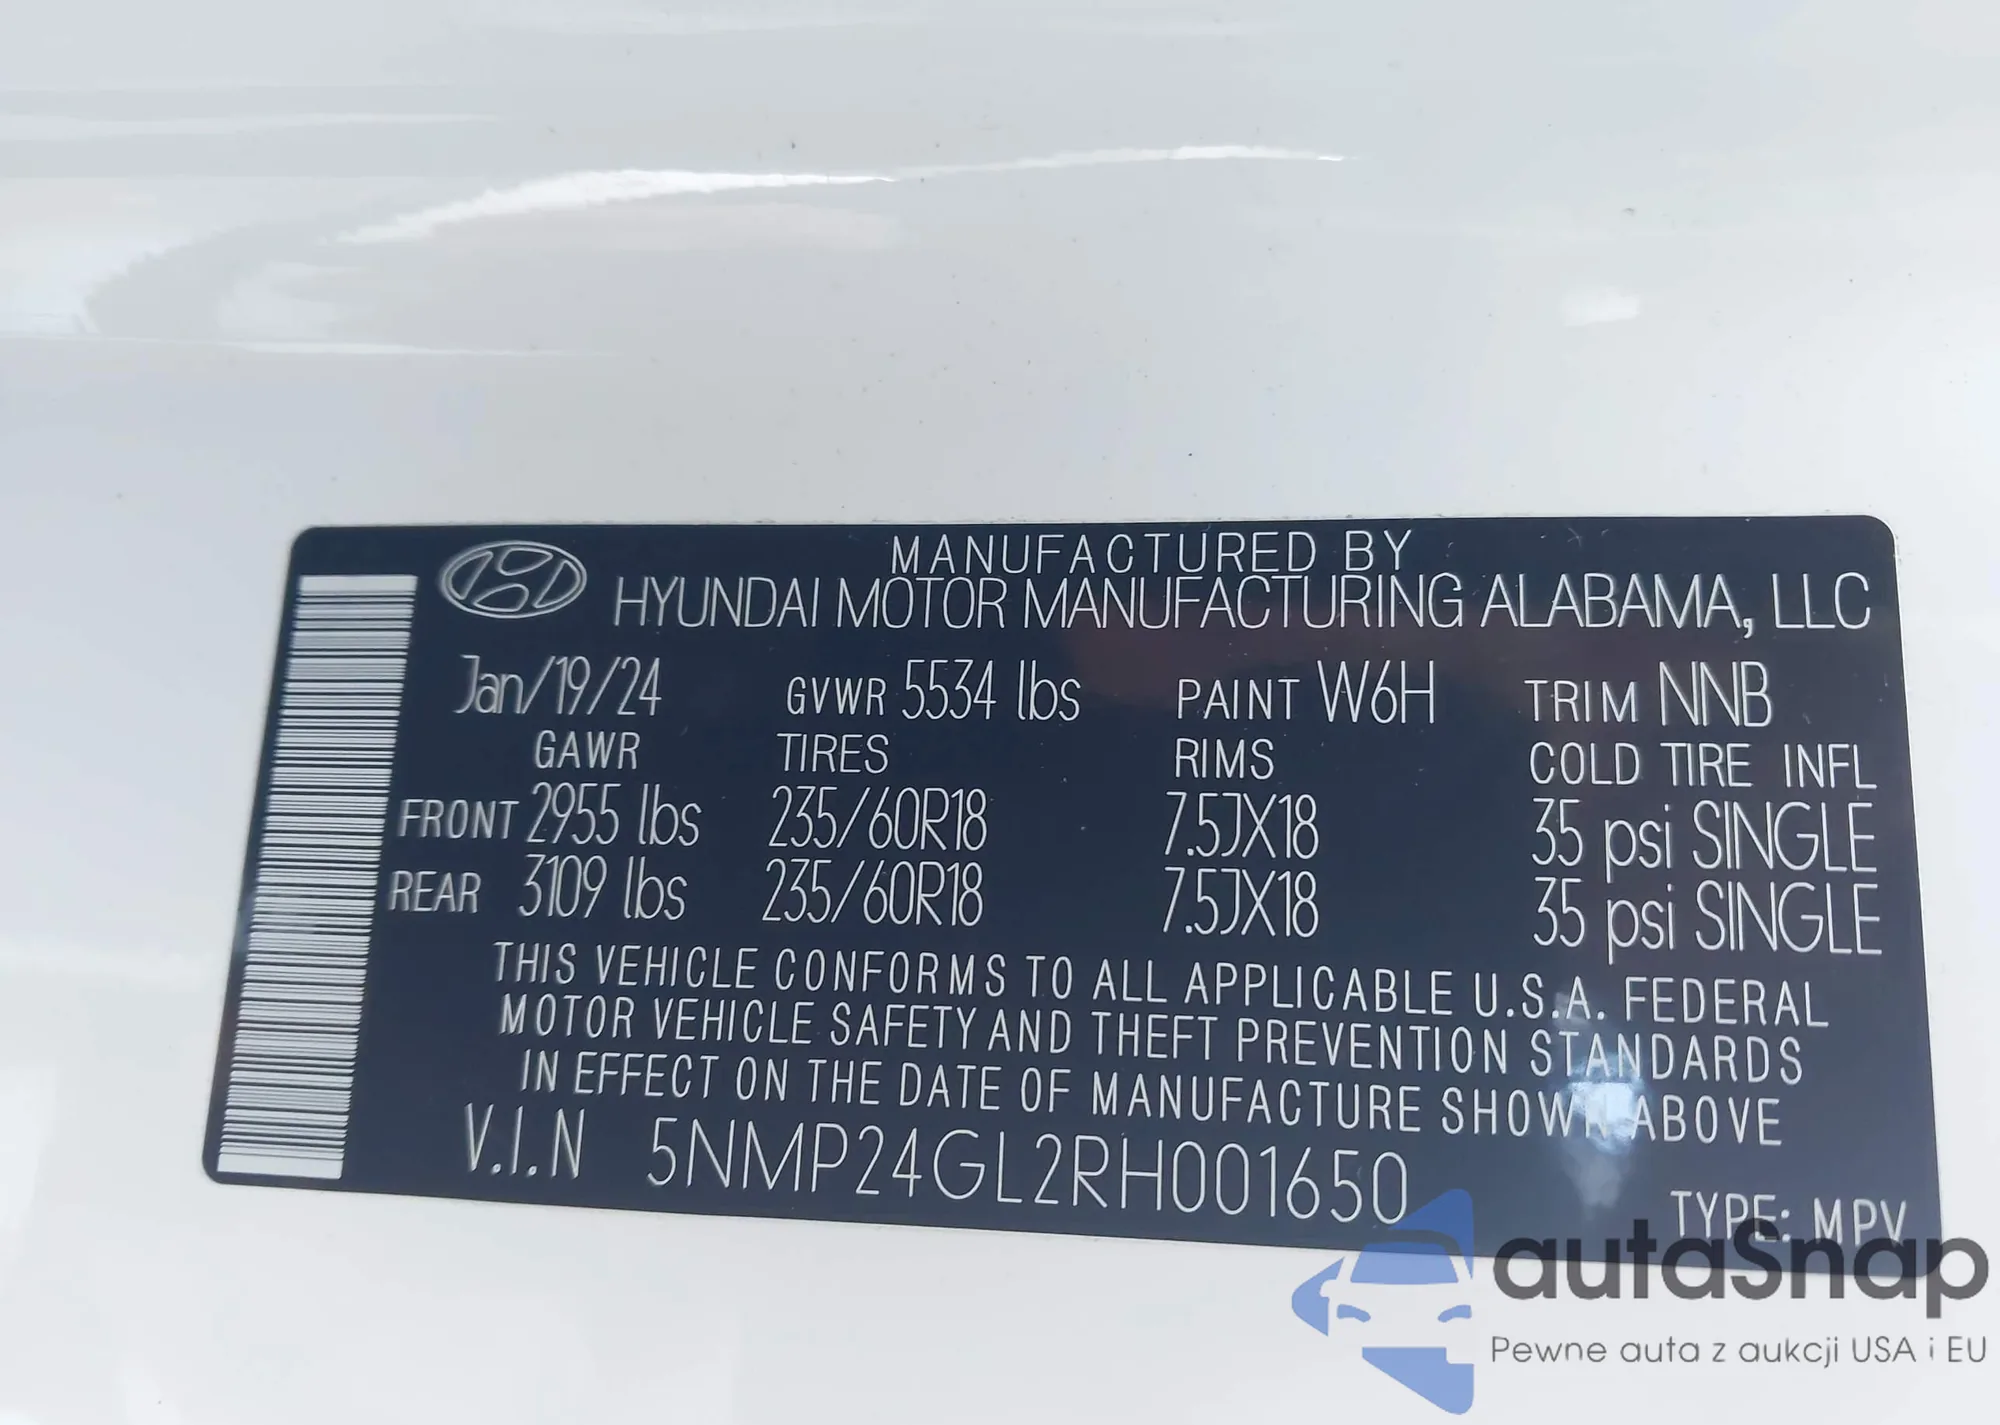 MANUFACTURED BY
HYUNDAI MOTOR MANUFACTURING ALABAMA, LLC
Jan/19/24 GVWR 5534 lbs PAINT W6H TRIM NNB
GAWR TIRES RIMS COLD TIRE INFL
FRONT 2955 lbs 235/60R18 7.5JX18 35 psi SINGLE
REAR 3109 lbs 235/60R18 7.5JX18 35 psi SINGLE
THIS VEHICLE CONFORMS TO ALL APPLICABLE U.S.A. FEDERAL
MOTOR VEHICLE SAFETY AND THEFT PREVENTION STANDARDS
IN EFFECT ON THE DATE OF MANUFACTURE SHOWN ABOVE
V.I.N 5NMP24GL2RH001650
TYPE: MPV
autaSnap
Pewne auta z aukcji USA i EU